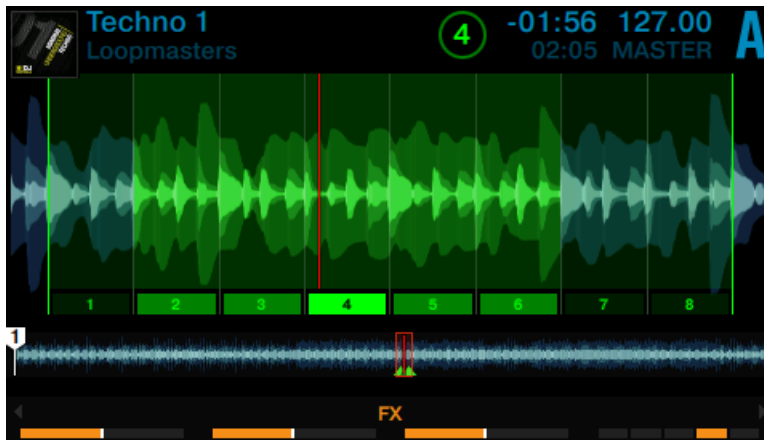 Techno 1
Loopmasters
4
-01:56 127.00
02:05 MASTER
A
1 2 3 4 5 6 7 8
1
FX